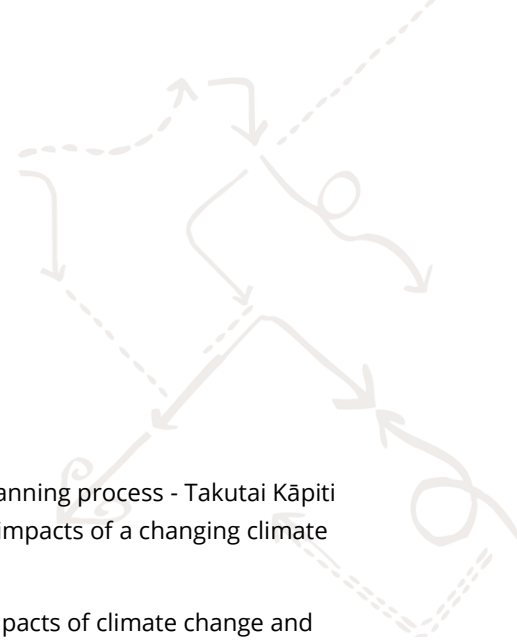 anning process - Takutai Kāpiti
impacts of a changing climate
pacts of climate change and